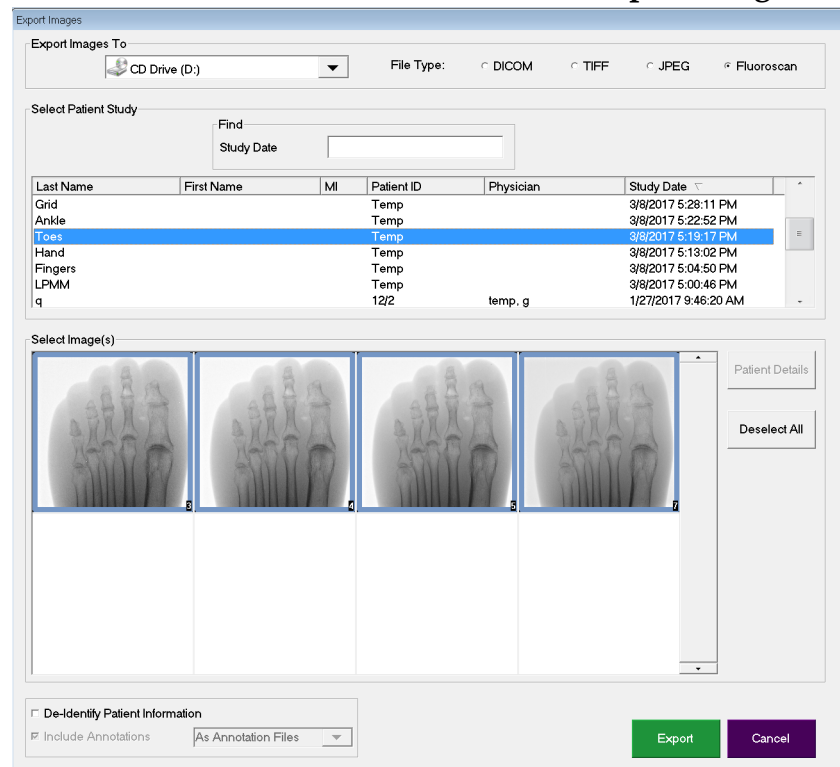 Export Images
Export Images To
CD Drive (D:)
File Type: DICOM TIFF JPEG Fluoroscan
Select Patient Study
Find
Study Date
Last Name First Name MI Patient ID Physician Study Date
Grid Temp 3/8/2017 5:28:11 PM
Ankle Temp 3/8/2017 5:22:52 PM
Toes Temp 3/8/2017 5:19:17 PM
Hand Temp 3/8/2017 5:13:02 PM
Fingers Temp 3/8/2017 5:04:50 PM
LPMM Temp 3/8/2017 5:00:46 PM
q 12/2 temp, g 1/27/2017 9:46:20 AM
Select Image(s)
3 4 5 7
Patient Details
Deselect All
De-Identify Patient Information
Include Annotations As Annotation Files
Export Cancel